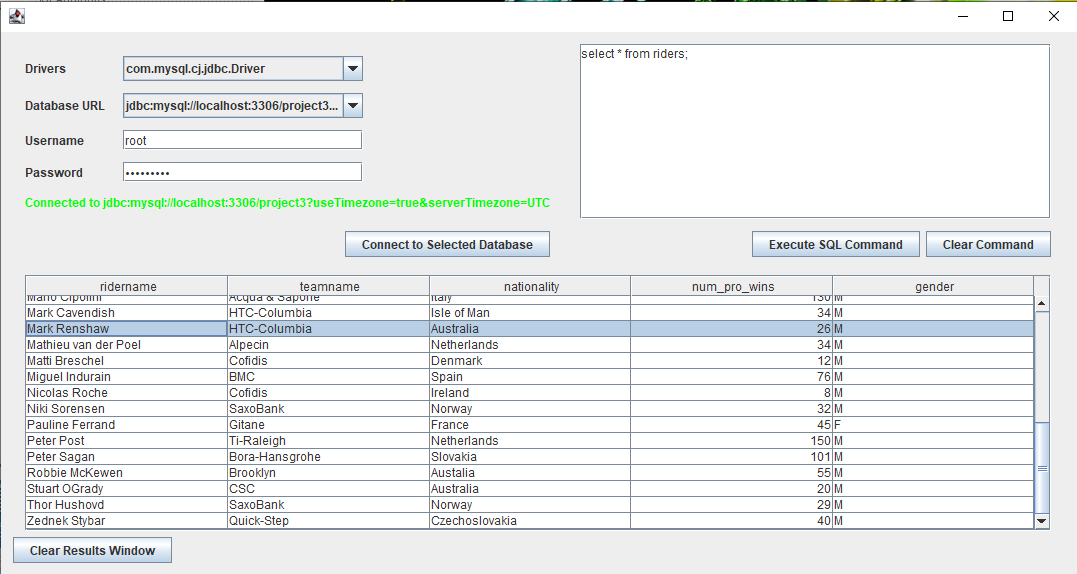 Drivers com.mysql.cj.jdbc.Driver
Database URL jdbc:mysql://localhost:3306/project3...
Username root
Password •••••••••
Connected to jdbc:mysql://localhost:3306/project3?useTimezone=true&serverTimezone=UTC
select * from riders;
Connect to Selected Database
Execute SQL Command Clear Command
ridername teamname nationality num_pro_wins gender
Mario Cipolini Acqua & Sapone Italy 130 M
Mark Cavendish HTC-Columbia Isle of Man 34 M
Mark Renshaw HTC-Columbia Australia 26 M
Mathieu van der Poel Alpecin Netherlands 34 M
Matti Breschel Cofidis Denmark 12 M
Miguel Indurain BMC Spain 76 M
Nicolas Roche Cofidis Ireland 8 M
Niki Sorensen SaxoBank Norway 32 M
Pauline Ferrand Gitane France 45 F
Peter Post Ti-Raleigh Netherlands 150 M
Peter Sagan Bora-Hansgrohe Slovakia 101 M
Robbie McKewen Brooklyn Austalia 55 M
Stuart OGrady CSC Australia 20 M
Thor Hushovd SaxoBank Norway 29 M
Zednek Stybar Quick-Step Czechoslovakia 40 M
Clear Results Window